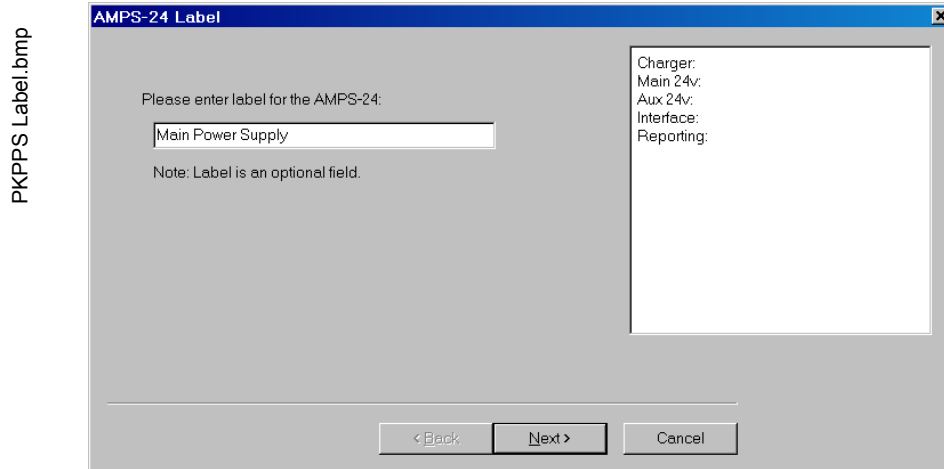 PKPPS Label.bmp
AMPS-24 Label
Please enter label for the AMPS-24:
Main Power Supply
Note: Label is an optional field.
Charger:
Main 24v:
Aux 24v:
Interface:
Reporting:
< Back
Next >
Cancel